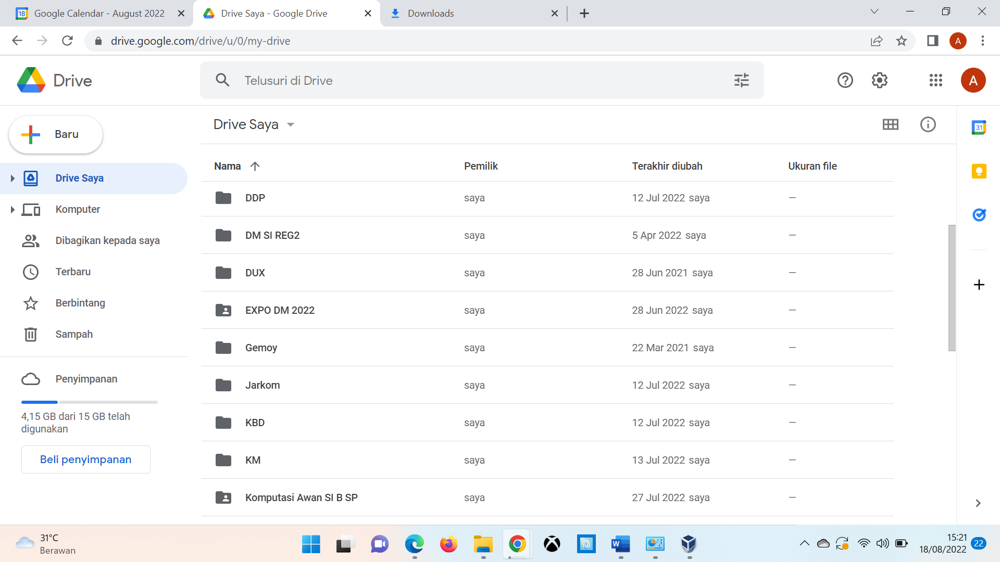 Google Calendar - August 2022
Drive Saya - Google Drive
Downloads
drive.google.com/drive/u/0/my-drive
A
Drive
Telusuri di Drive
A
Baru
Drive Saya
Komputer
Dibagikan kepada saya
Terbaru
Berbintang
Sampah
Penyimpanan
4,15 GB dari 15 GB telah
digunakan
Beli penyimpanan
Drive Saya
Nama Pemilik Terakhir diubah Ukuran file
DDP saya 12 Jul 2022 saya —
DM SI REG2 saya 5 Apr 2022 saya —
DUX saya 28 Jun 2021 saya —
EXPO DM 2022 saya 28 Jun 2022 saya —
Gemoy saya 22 Mar 2021 saya —
Jarkom saya 12 Jul 2022 saya —
KBD saya 12 Jul 2022 saya —
KM saya 13 Jul 2022 saya —
Komputasi Awan SI B SP saya 27 Jul 2022 saya —
31°C
Berawan
15:21
18/08/2022
22